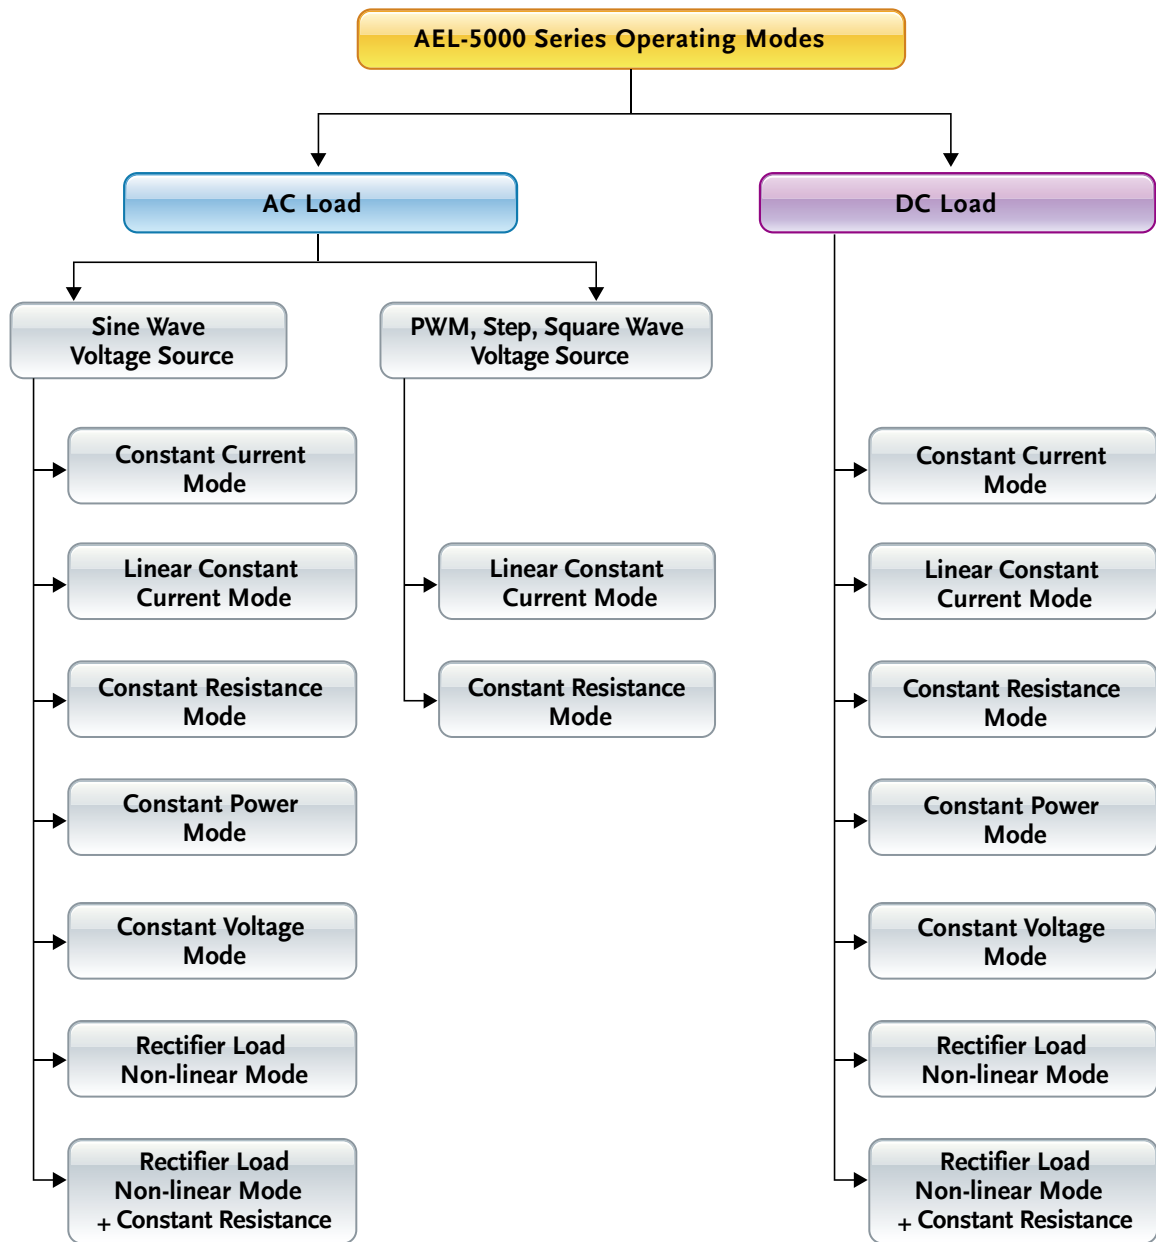 AEL-5000 Series Operating Modes
AC Load
DC Load
Sine Wave
Voltage Source
PWM, Step, Square Wave
Voltage Source
Constant Current
Mode
Linear Constant
Current Mode
Constant Resistance
Mode
Constant Power
Mode
Constant Voltage
Mode
Rectifier Load
Non-linear Mode
Rectifier Load
Non-linear Mode
+ Constant Resistance
Linear Constant
Current Mode
Constant Resistance
Mode
Constant Current
Mode
Linear Constant
Current Mode
Constant Resistance
Mode
Constant Power
Mode
Constant Voltage
Mode
Rectifier Load
Non-linear Mode
Rectifier Load
Non-linear Mode
+ Constant Resistance